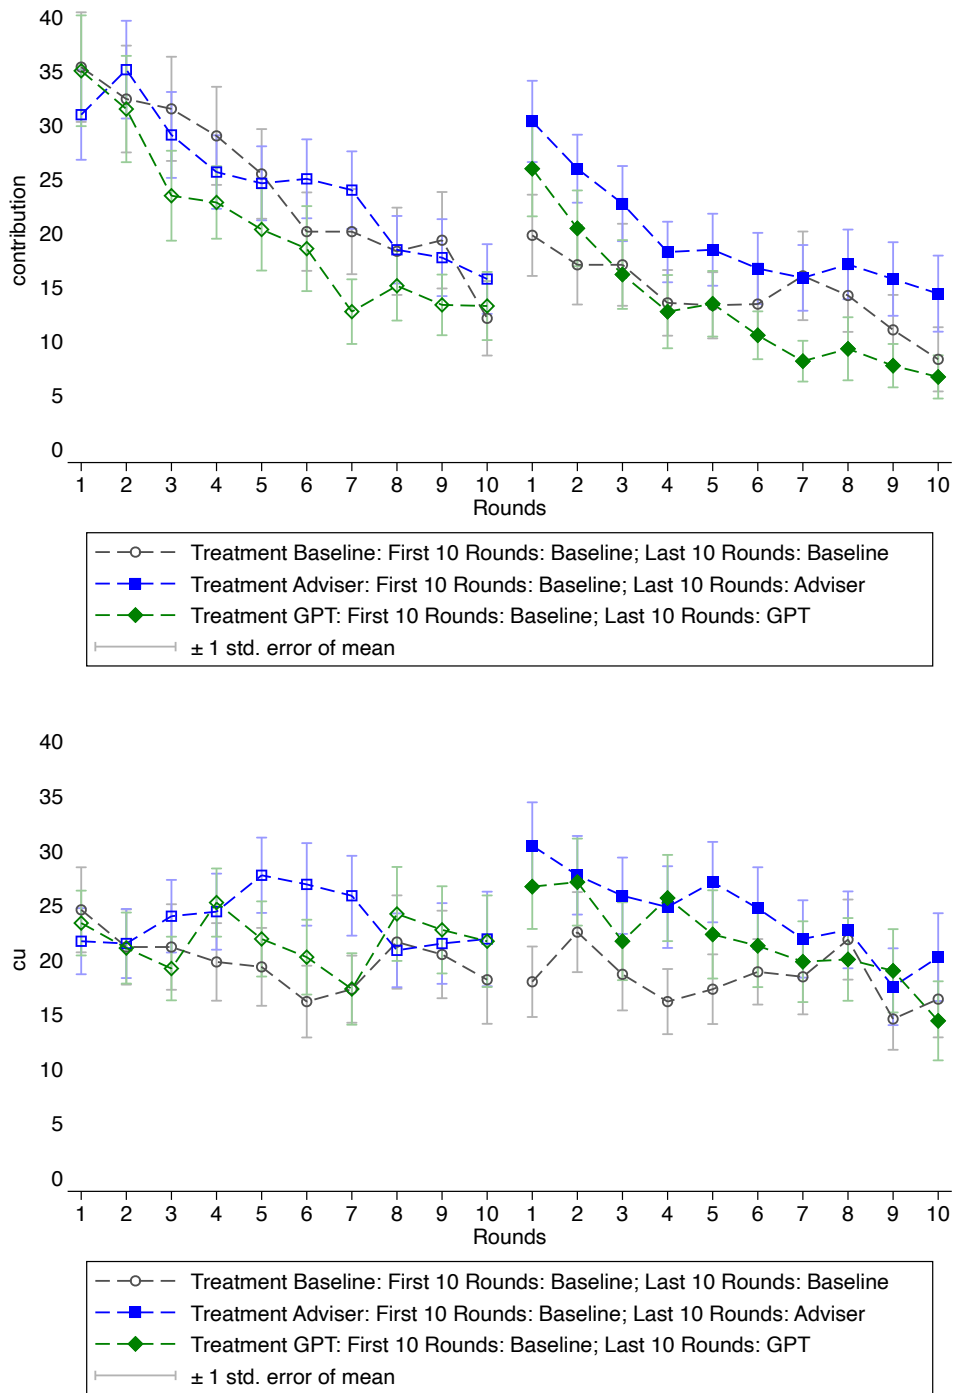 40
35
30
25
20
15
10
5
0
contribution
1 2 3 4 5 6 7 8 9 10 1 2 3 4 5 6 7 8 9 10
Rounds
Treatment Baseline: First 10 Rounds: Baseline; Last 10 Rounds: Baseline
Treatment Adviser: First 10 Rounds: Baseline; Last 10 Rounds: Adviser
Treatment GPT: First 10 Rounds: Baseline; Last 10 Rounds: GPT
± 1 std. error of mean
40
35
30
25
20
15
10
5
0
cu
1 2 3 4 5 6 7 8 9 10 1 2 3 4 5 6 7 8 9 10
Rounds
Treatment Baseline: First 10 Rounds: Baseline; Last 10 Rounds: Baseline
Treatment Adviser: First 10 Rounds: Baseline; Last 10 Rounds: Adviser
Treatment GPT: First 10 Rounds: Baseline; Last 10 Rounds: GPT
± 1 std. error of mean